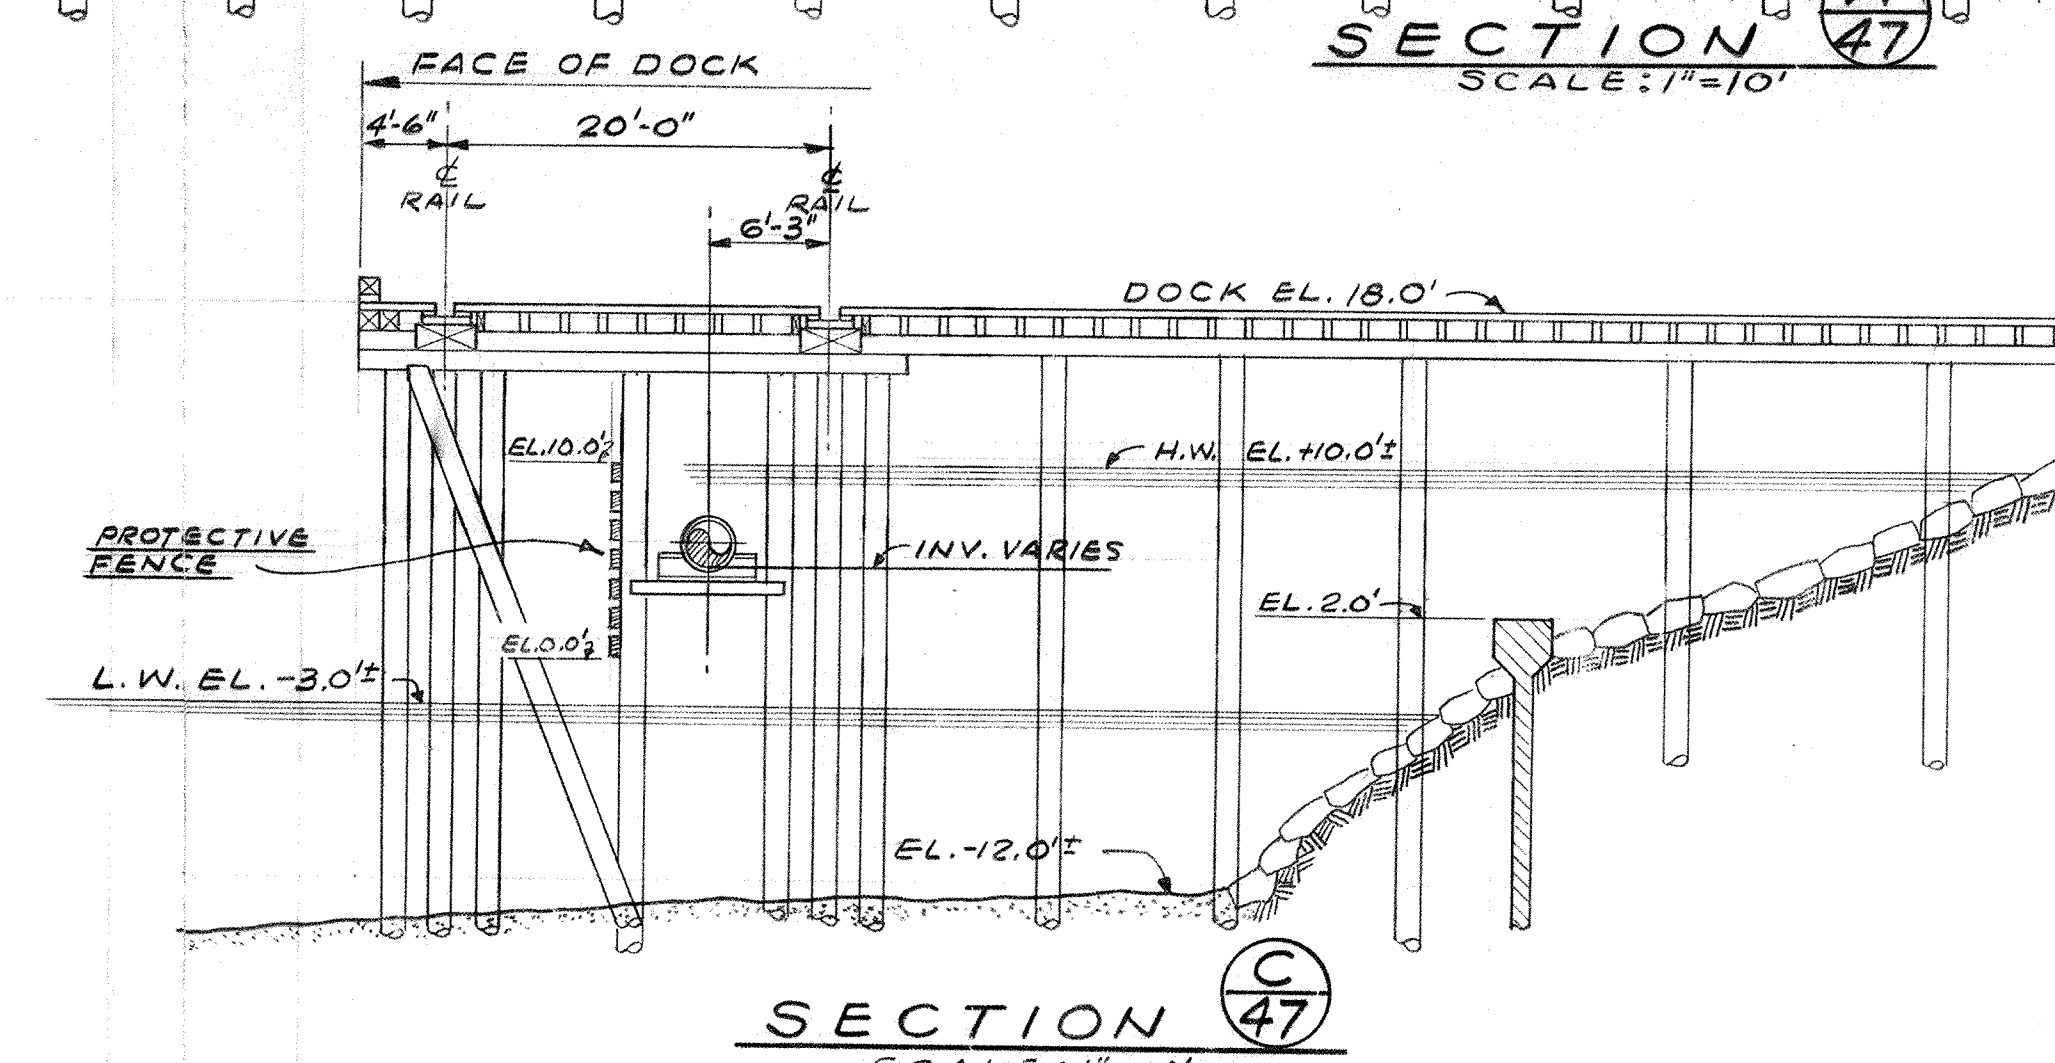 SECTION 47
SCALE: 1"=10'
FACE OF DOCK
4'-6" 20'-0"
℄ ℄
RAIL RAIL
6'-3"
DOCK EL. 18.0'
EL.10.0'±
H.W. EL. +10.0'±
PROTECTIVE
FENCE
INV. VARIES
EL. 2.0'
EL.0.0'±
L. W. EL. -3.0'±
EL. -12.0'±
SECTION C
47